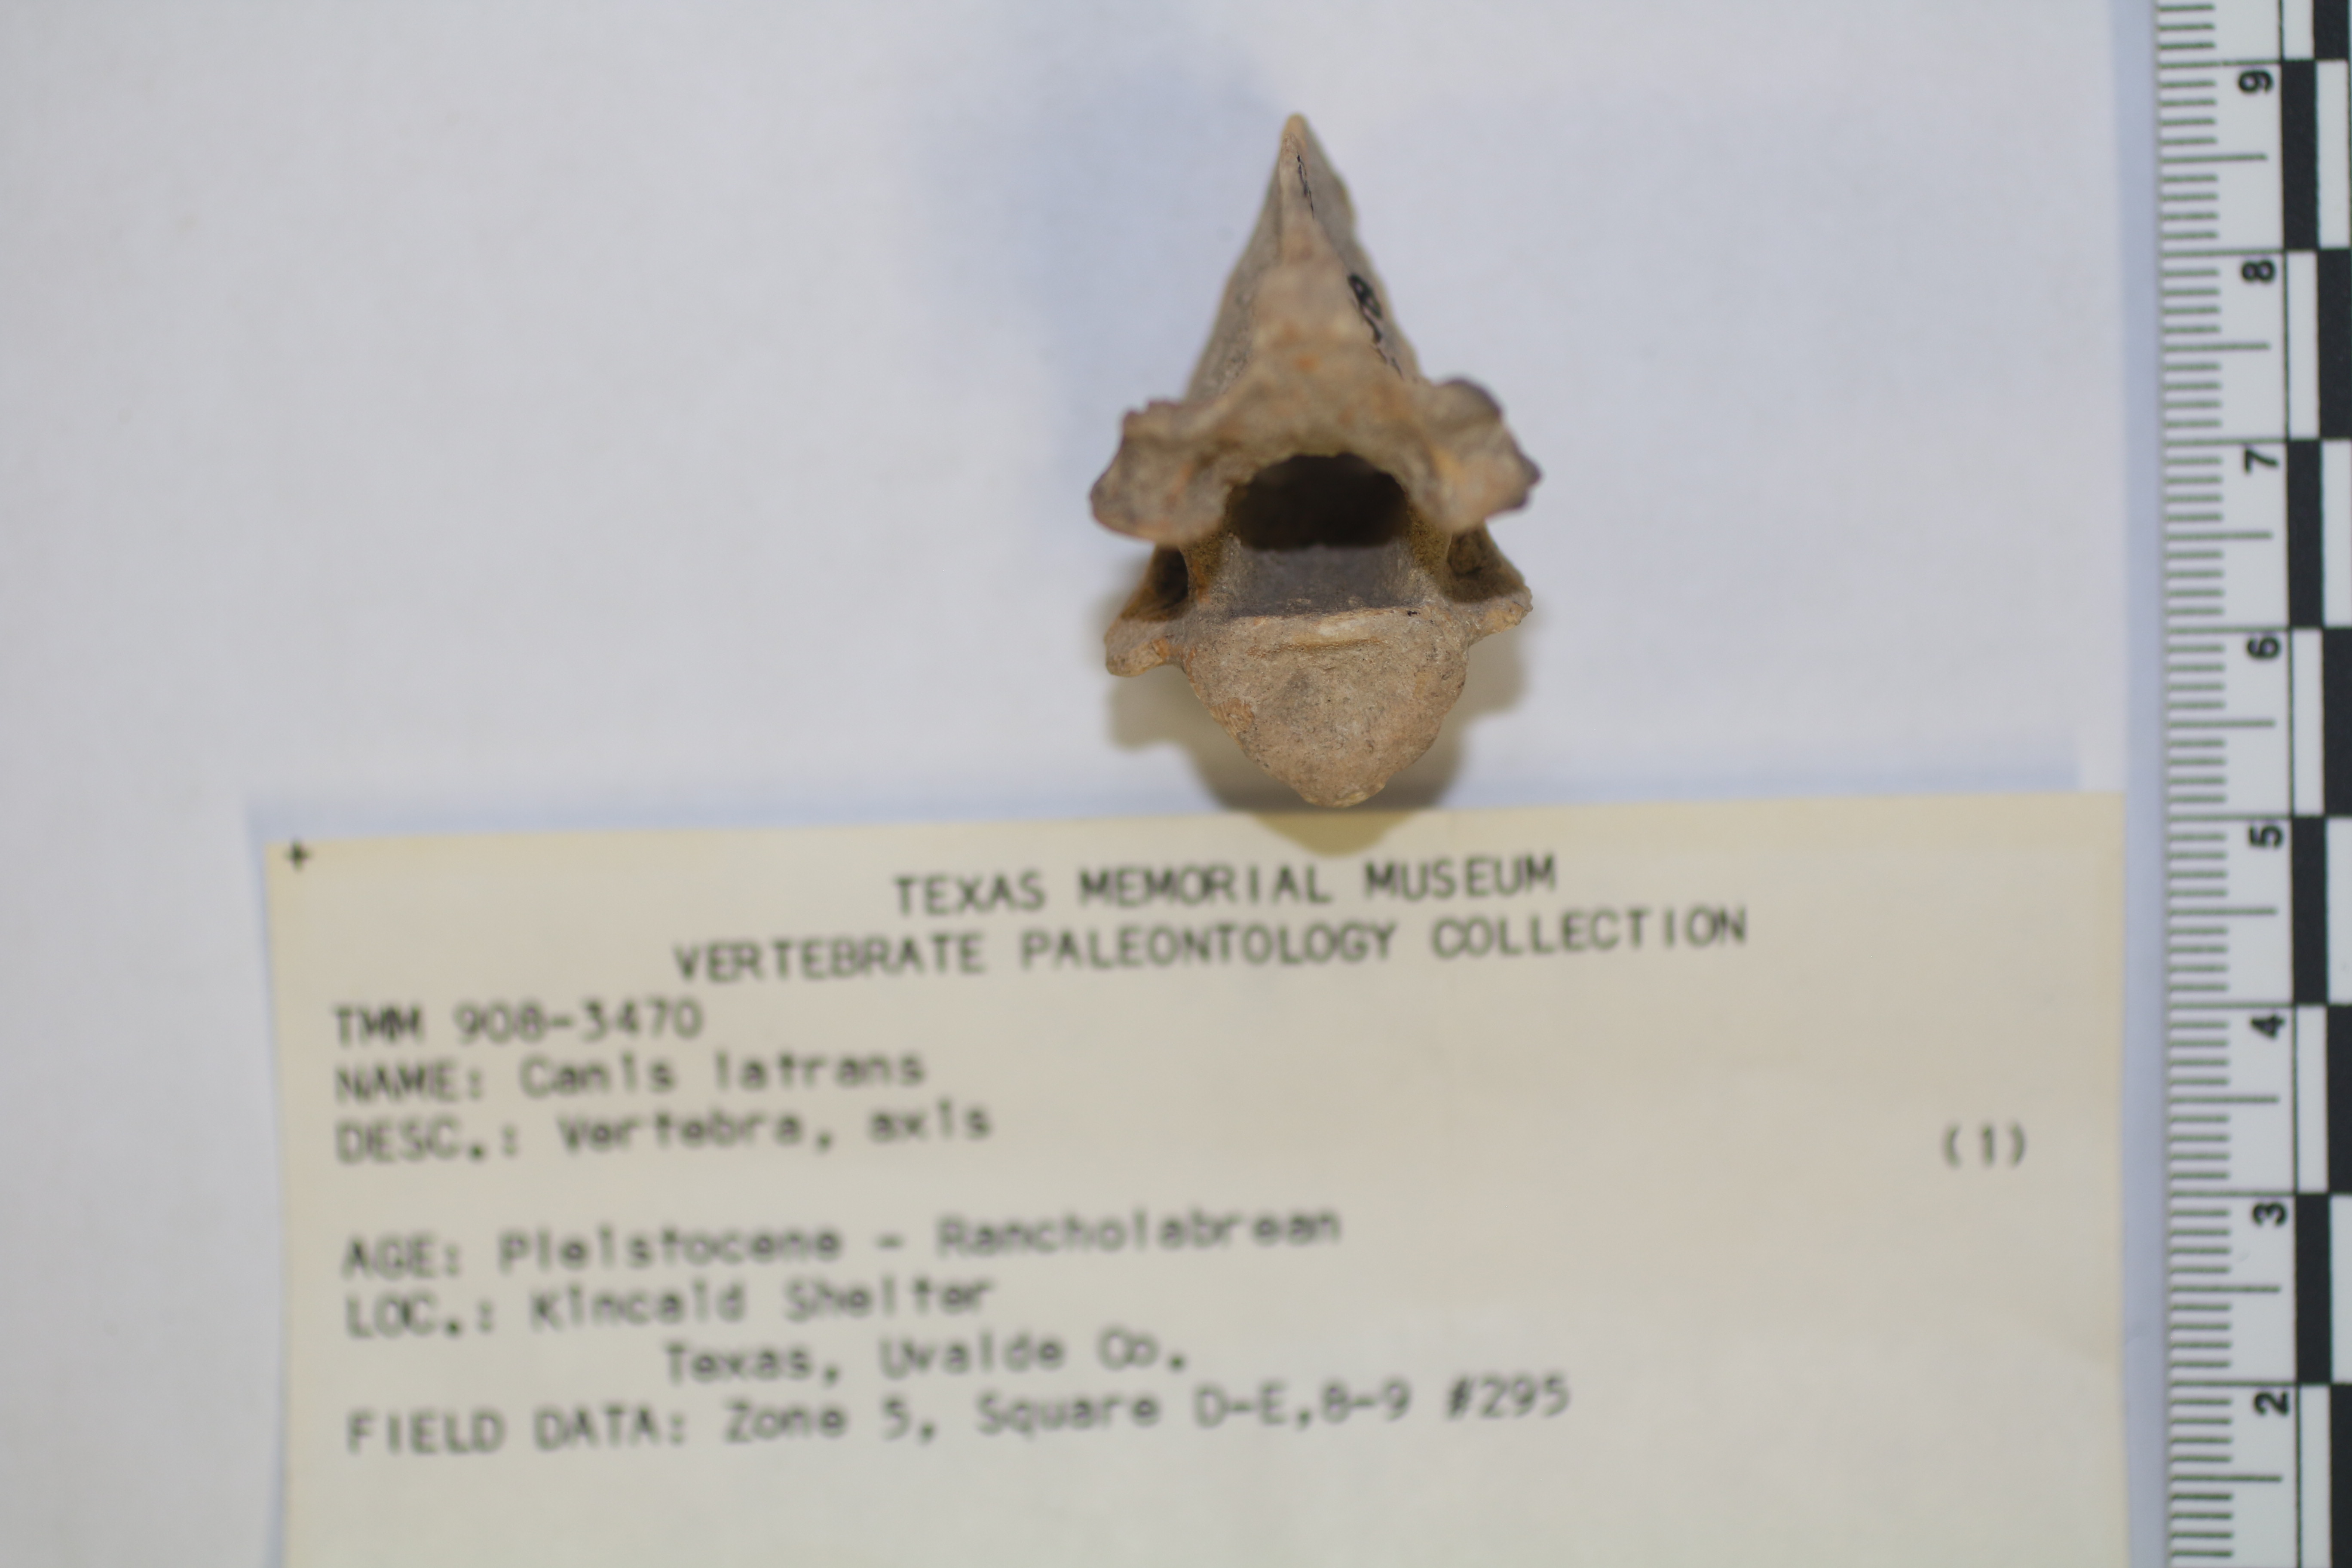 TEXAS MEMORIAL MUSEUM
VERTEBRATE PALEONTOLOGY COLLECTION
TMM 908-3470
NAME: Canis latrans
DESC.: Vertebra, axis (1)
AGE: Pleistocene - Rancholabrean
LOC.: Kincaid Shelter
Texas, Uvalde Co.
FIELD DATA: Zone 5, Square D-E,8-9 #295
9
8
7
6
5
4
3
2